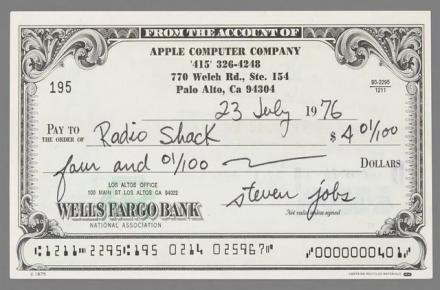 FROM THE ACCOUNT OF
APPLE COMPUTER COMPANY
'415' 326-4248
770 Welch Rd., Ste. 154
Palo Alto, Ca 94304
195
90-2295
1211
23 July 1976
PAY TO
THE ORDER OF Radio Shack $ 4 01/100
four and 01/100 DOLLARS
LOS ALTOS OFFICE
100 MAIN ST LOS ALTOS CA 94022
WELLS FARGO BANK
NATIONAL ASSOCIATION
steven jobs
Not valid unless signed
⑆1211⑉2295⑆195 0214 025967⑈ ⑈0000000401⑈
© 1975